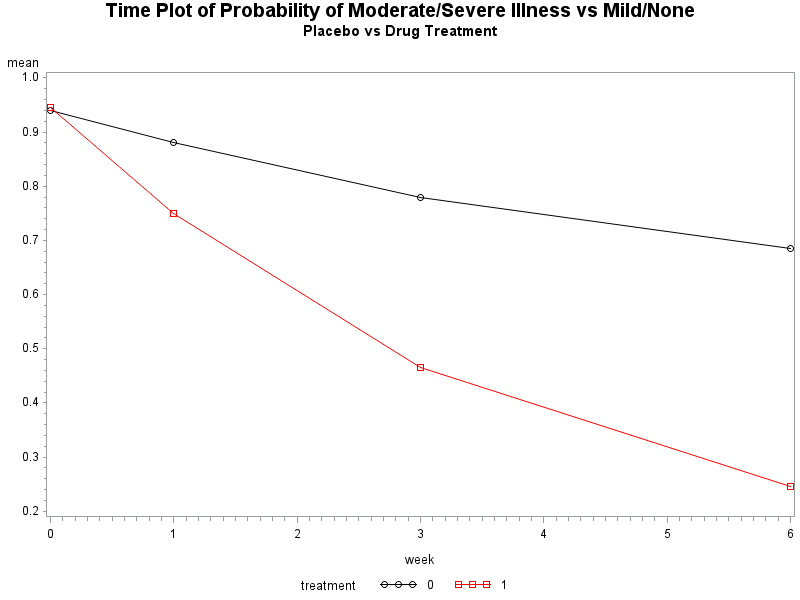 Time Plot of Probability of Moderate/Severe Illness vs Mild/None
Placebo vs Drug Treatment
mean
1.0
0.9
0.8
0.7
0.6
0.5
0.4
0.3
0.2
0 1 2 3 4 5 6
week
treatment 0 1